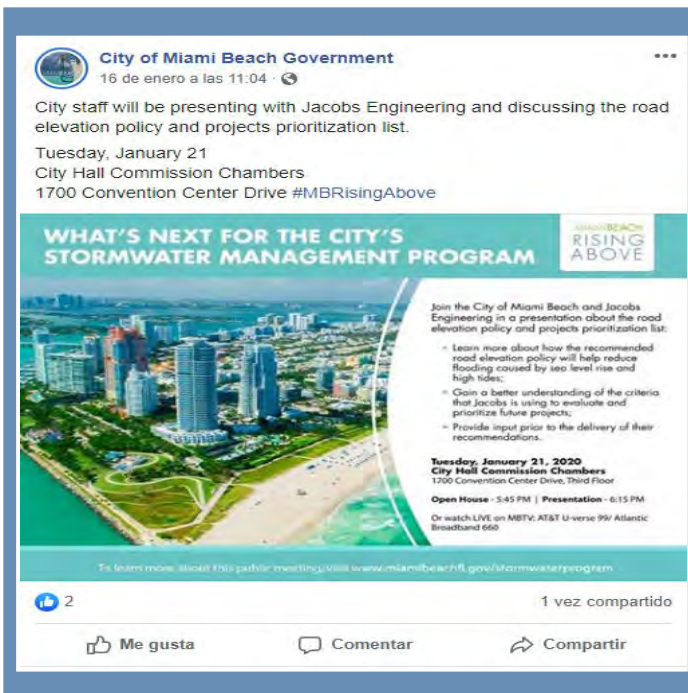 City of Miami Beach Government
16 de enero a las 11:04 ·
City staff will be presenting with Jacobs Engineering and discussing the road
elevation policy and projects prioritization list.
Tuesday, January 21
City Hall Commission Chambers
1700 Convention Center Drive #MBRisingAbove
WHAT'S NEXT FOR THE CITY'S
STORMWATER MANAGEMENT PROGRAM
MIAMIBEACH
RISING
ABOVE
Join the City of Miami Beach and Jacobs
Engineering in a presentation about the road
elevation policy and projects prioritization list:
- Learn more about how the recommended
road elevation policy will help reduce
flooding caused by sea level rise and
high tides;
- Gain a better understanding of the criteria
that Jacobs is using to evaluate and
prioritize future projects;
- Provide input prior to the delivery of their
recommendations.
Tuesday, January 21, 2020
City Hall Commission Chambers
1700 Convention Center Drive, Third Floor
Open House - 5:45 PM | Presentation - 6:15 PM
Or watch LIVE on MBTV: AT&T U-verse 99/ Atlantic
Broadband 660
To learn more about this public meeting, visit www.miamibeachfl.gov/stormwaterprogram
2
1 vez compartido
Me gusta
Comentar
Compartir